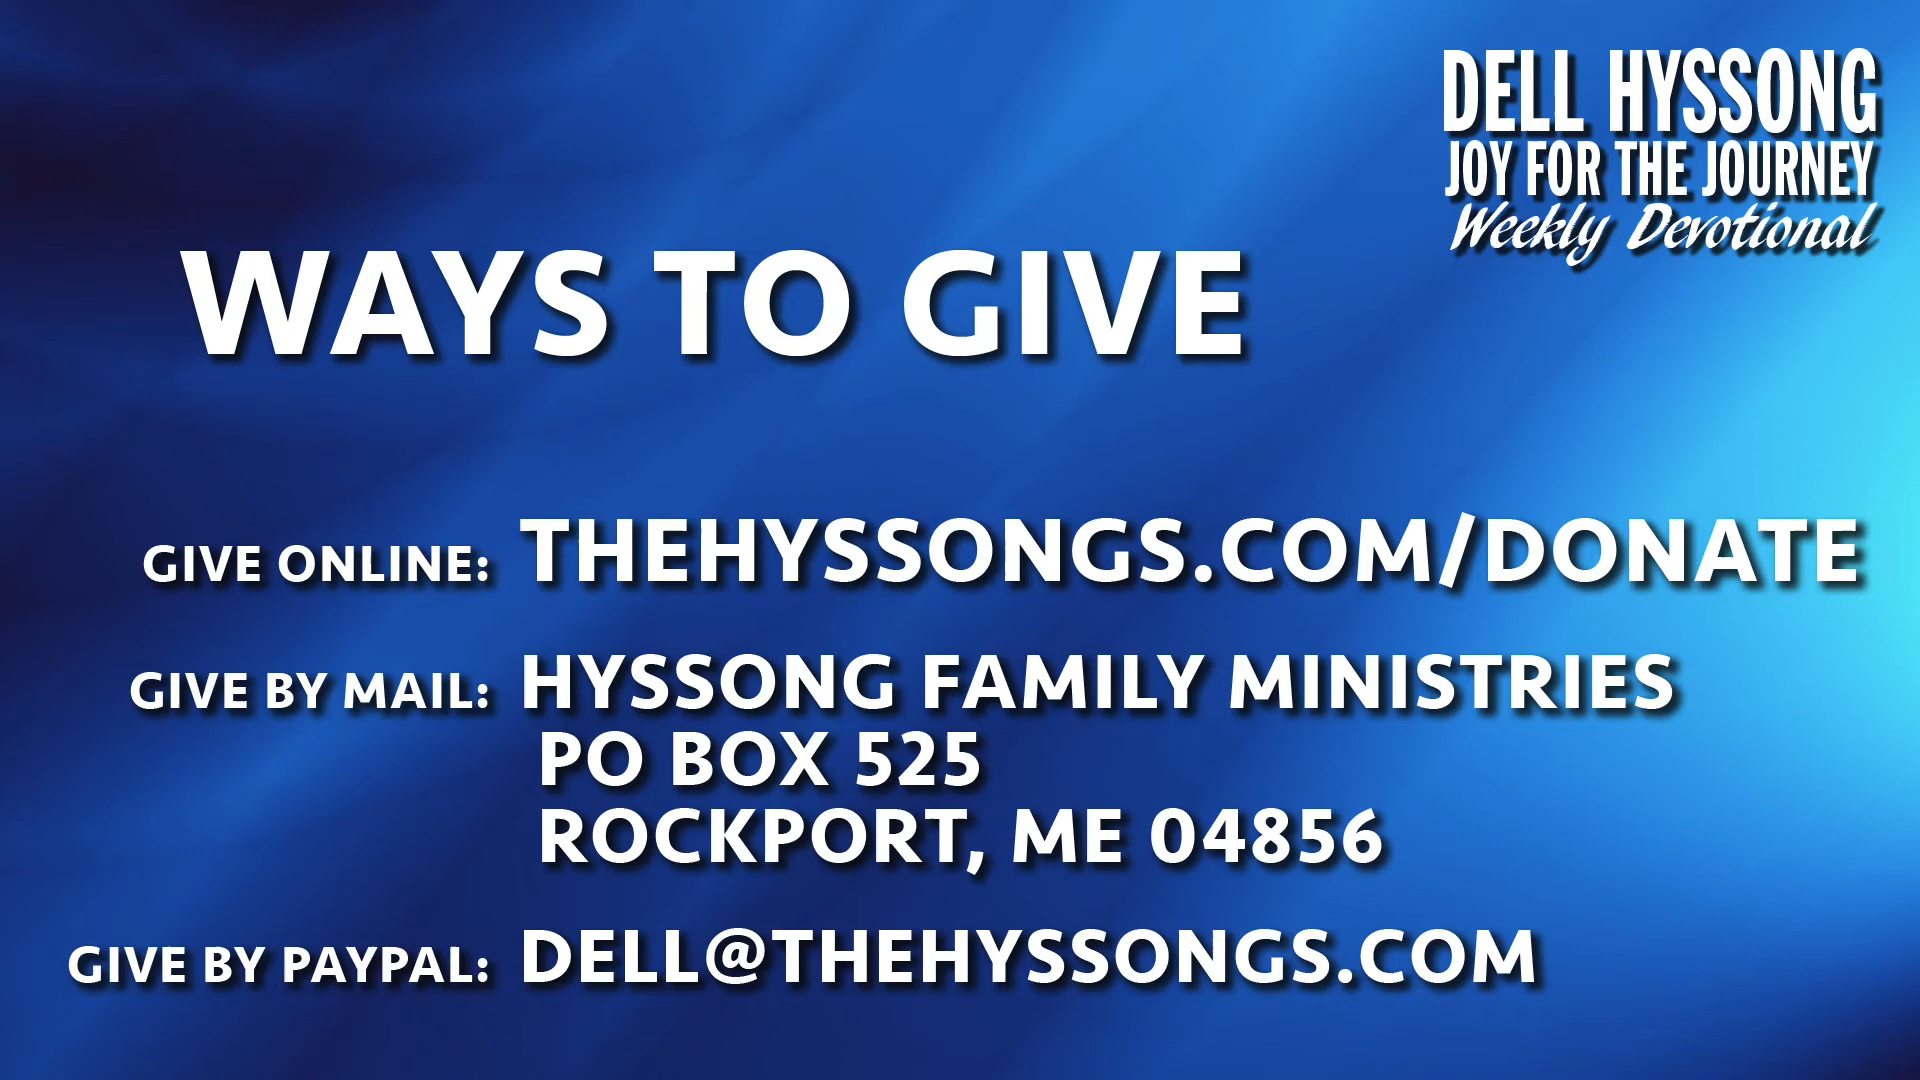 DELL HYSSONG
JOY FOR THE JOURNEY
Weekly Devotional
WAYS TO GIVE
GIVE ONLINE: THEHYSSONGS.COM/DONATE
GIVE BY MAIL: HYSSONG FAMILY MINISTRIES
PO BOX 525
ROCKPORT, ME 04856
GIVE BY PAYPAL: DELL@THEHYSSONGS.COM